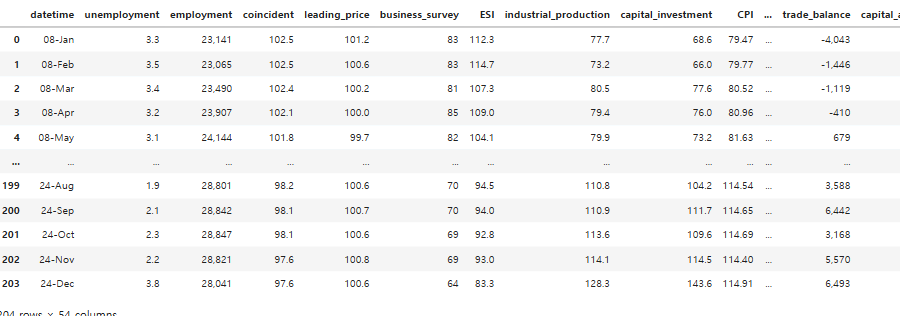 datetime unemployment employment coincident leading_price business_survey ESI industrial_production capital_investment CPI ... trade_balance capital_a
0 08-Jan 3.3 23,141 102.5 101.2 83 112.3 77.7 68.6 79.47 ... -4,043
1 08-Feb 3.5 23,065 102.5 100.6 83 114.7 73.2 66.0 79.77 ... -1,446
2 08-Mar 3.4 23,490 102.4 100.2 81 107.3 80.5 77.6 80.52 ... -1,119
3 08-Apr 3.2 23,907 102.1 100.0 85 109.0 79.4 76.0 80.96 ... -410
4 08-May 3.1 24,144 101.8 99.7 82 104.1 79.9 73.2 81.63 ... 679
... ... ... ... ... ... ... ... ... ... ... ... ...
199 24-Aug 1.9 28,801 98.2 100.6 70 94.5 110.8 104.2 114.54 ... 3,588
200 24-Sep 2.1 28,842 98.1 100.7 70 94.0 110.9 111.7 114.65 ... 6,442
201 24-Oct 2.3 28,847 98.1 100.6 69 92.8 113.6 109.6 114.69 ... 3,168
202 24-Nov 2.2 28,821 97.6 100.8 69 93.0 114.1 114.5 114.40 ... 5,570
203 24-Dec 3.8 28,041 97.6 100.6 64 83.3 128.3 143.6 114.91 ... 6,493
204 rows × 54 columns